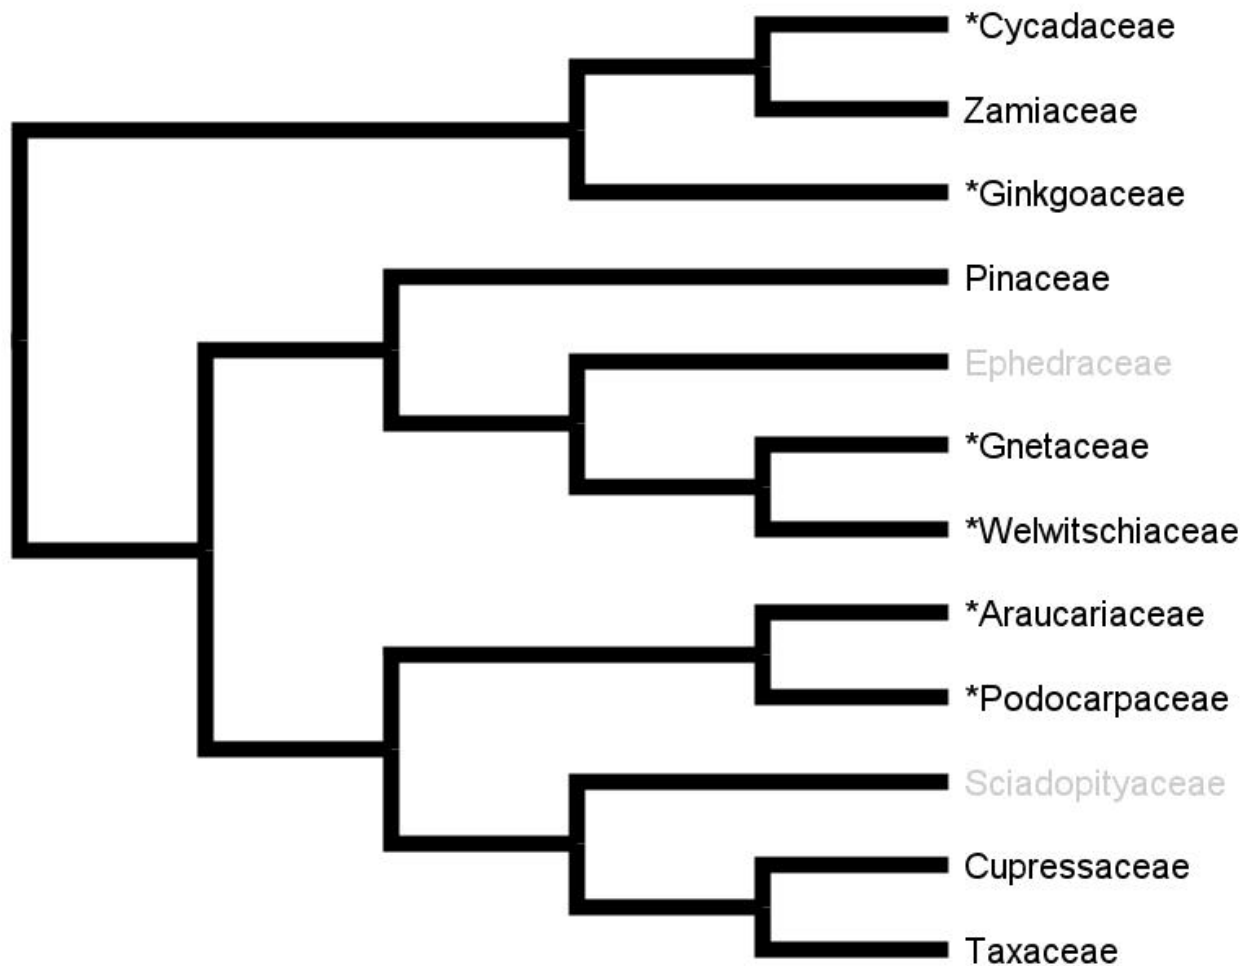 *Cycadaceae
Zamiaceae
*Ginkgoaceae
Pinaceae
Ephedraceae
*Gnetaceae
*Welwitschiaceae
*Araucariaceae
*Podocarpaceae
Sciadopityaceae
Cupressaceae
Taxaceae